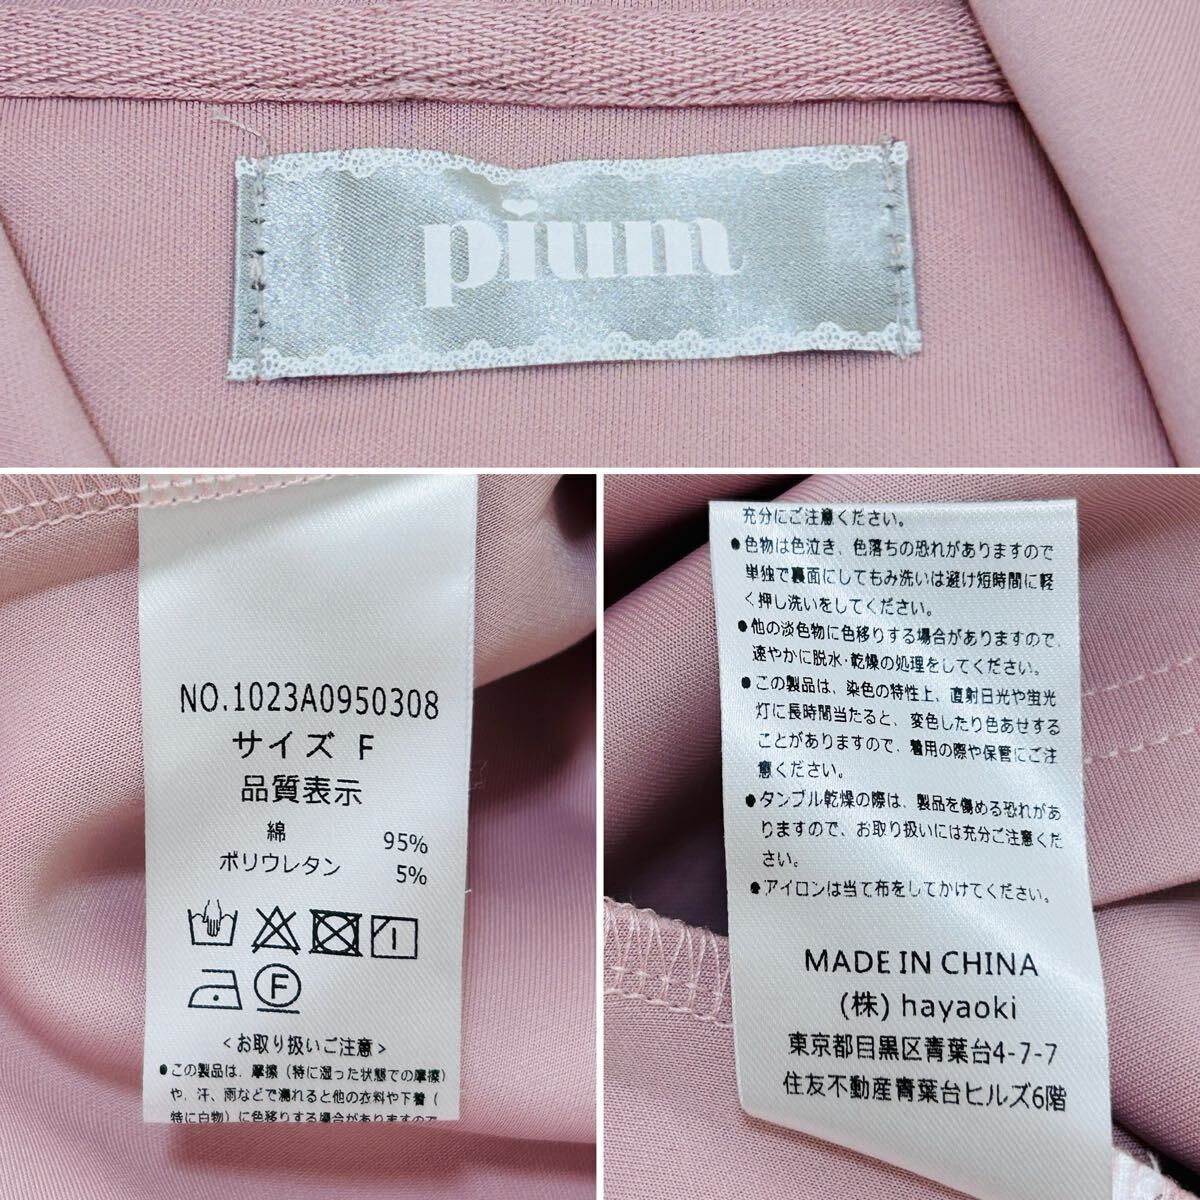 pium
NO.1023A0950308
サイズ F
品質表示
綿 95%
ポリウレタン 5%
F
<お取り扱いご注意>
●この製品は、摩擦(特に湿った状態での摩擦)
や、汗、雨などで濡れると他の衣料や下着(
特に白物)に色移りする場合がありますので
充分にご注意ください。
●色物は色泣き、色落ちの恐れがありますので
単独で裏面にしてもみ洗いは避け短時間に軽
く押し洗いをしてください。
●他の淡色物に色移りする場合がありますので、
速やかに脱水・乾燥の処理をしてください。
●この製品は、染色の特性上、直射日光や蛍光
灯に長時間当たると、変色したり色あせする
ことがありますので、着用の際や保管にご注
意ください。
●タンブル乾燥の際は、製品を傷める恐れがあ
りますので、お取り扱いには充分ご注意くだ
さい。
●アイロンは当て布をしてかけてください。
MADE IN CHINA
(株) hayaoki
東京都目黒区青葉台4-7-7
住友不動産青葉台ヒルズ6階